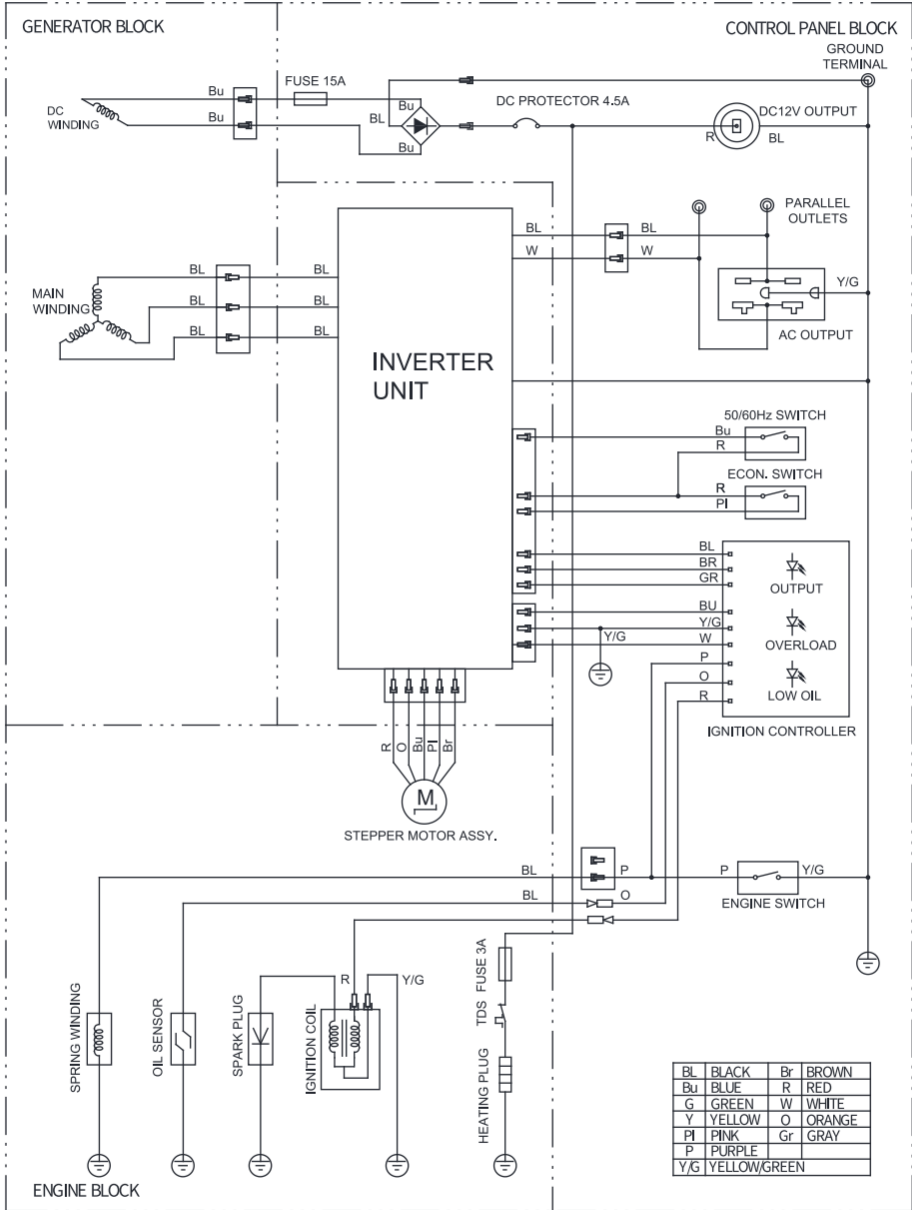 GENERATOR BLOCK
CONTROL PANEL BLOCK
GROUND
TERMINAL
DC
WINDING
Bu
Bu
FUSE 15A
Bu
BL
Bu
DC PROTECTOR 4.5A
DC12V OUTPUT
R
BL
PARALLEL
OUTLETS
BL
BL
W
W
Y/G
AC OUTPUT
MAIN
WINDING
BL
BL
BL
BL
BL
BL
INVERTER
UNIT
50/60Hz SWITCH
Bu
R
ECON. SWITCH
R
PI
BL
BR
GR
OUTPUT
BU
Y/G
Y/G
W
OVERLOAD
P
O
LOW OIL
R
IGNITION CONTROLLER
R
O
Bu
PI
Br
M
STEPPER MOTOR ASSY.
BL
P
P
Y/G
ENGINE SWITCH
BL
O
R
Y/G
SPRING WINDING
OIL SENSOR
SPARK PLUG
IGNITION COIL
FUSE 3A
TDS
HEATING PLUG
BL BLACK Br BROWN
Bu BLUE R RED
G GREEN W WHITE
Y YELLOW O ORANGE
PI PINK Gr GRAY
P PURPLE
Y/G YELLOW/GREEN
ENGINE BLOCK